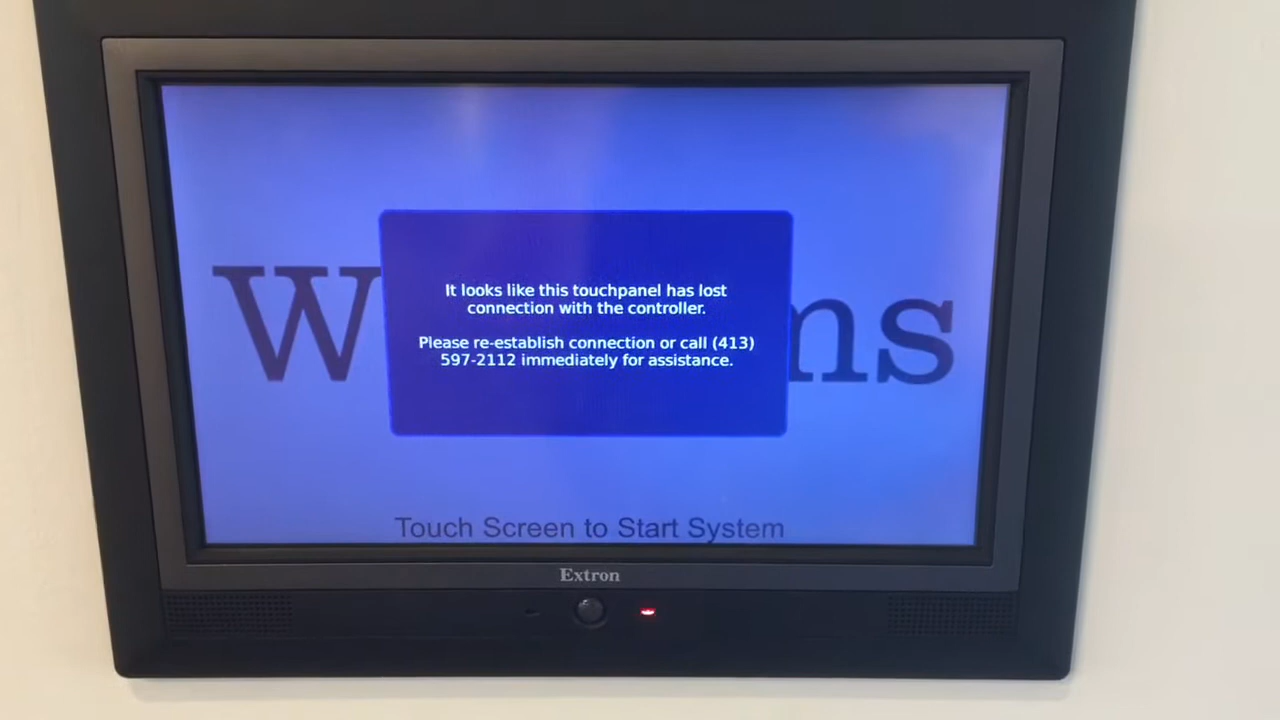 It looks like this touchpanel has lost
connection with the controller.
Please re-establish connection or call (413)
597-2112 immediately for assistance.
W ms
Touch Screen to Start System
Extron